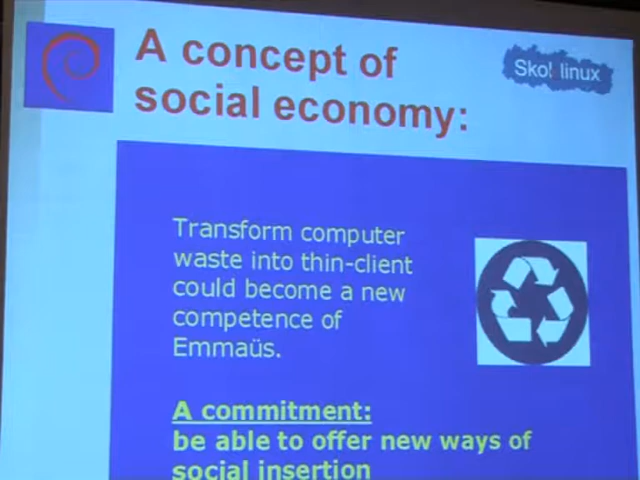 A concept of
social economy:
Skolelinux
Transform computer
waste into thin-client
could become a new
competence of
Emmaüs.
A commitment:
be able to offer new ways of
social insertion